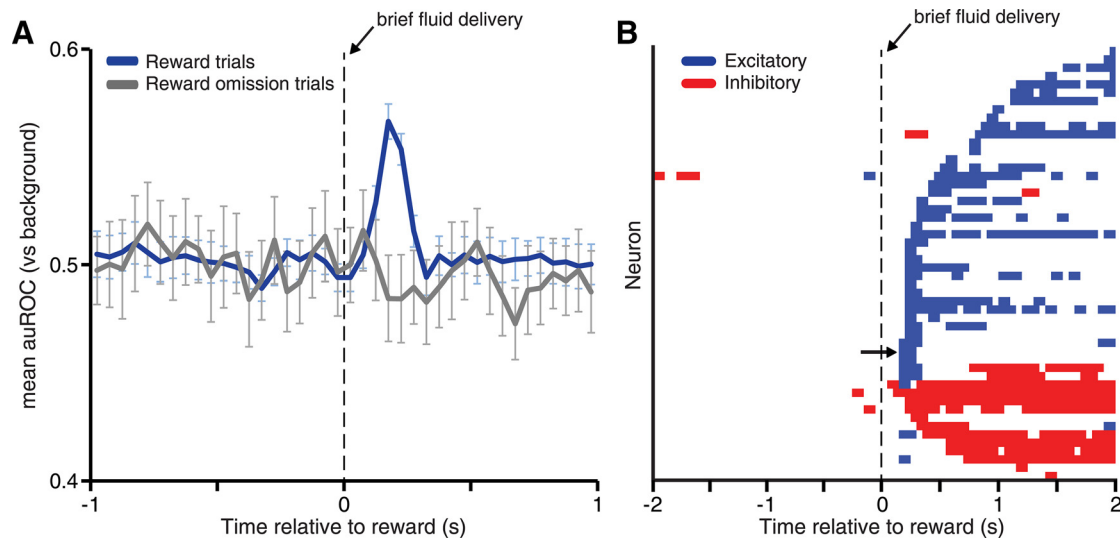 A
brief fluid delivery
0.6
Reward trials
Reward omission trials
mean auROC (vs background)
0.5
0.4
-1
0
1
Time relative to reward (s)
B
brief fluid delivery
Excitatory
Inhibitory
Neuron
-2
-1
0
1
2
Time relative to reward (s)